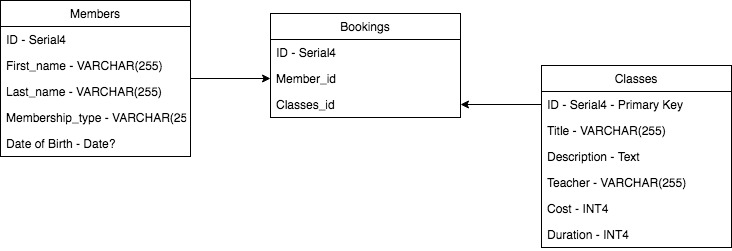 Members
ID - Serial4
First_name - VARCHAR(255)
Last_name - VARCHAR(255)
Membership_type - VARCHAR(25
Date of Birth - Date?
Bookings
ID - Serial4
Member_id
Classes_id
Classes
ID - Serial4 - Primary Key
Title - VARCHAR(255)
Description - Text
Teacher - VARCHAR(255)
Cost - INT4
Duration - INT4